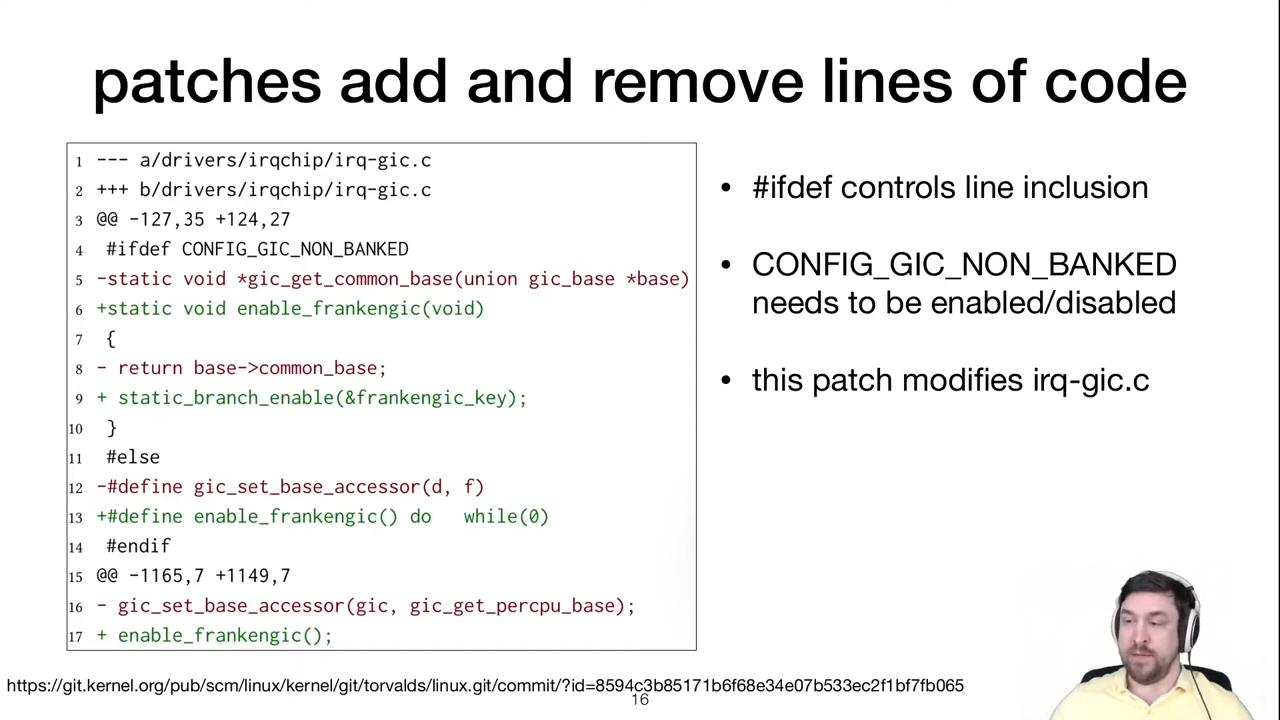 patches add and remove lines of code
1 --- a/drivers/irqchip/irq-gic.c
2 +++ b/drivers/irqchip/irq-gic.c
3 @@ -127,35 +124,27
4 #ifdef CONFIG_GIC_NON_BANKED
5 -static void *gic_get_common_base(union gic_base *base)
6 +static void enable_frankengic(void)
7 {
8 - return base->common_base;
9 + static_branch_enable(&frankengic_key);
10 }
11 #else
12 -#define gic_set_base_accessor(d, f)
13 +#define enable_frankengic() do while(0)
14 #endif
15 @@ -1165,7 +1149,7
16 - gic_set_base_accessor(gic, gic_get_percpu_base);
17 + enable_frankengic();
• #ifdef controls line inclusion
• CONFIG_GIC_NON_BANKED
needs to be enabled/disabled
• this patch modifies irq-gic.c
https://git.kernel.org/pub/scm/linux/kernel/git/torvalds/linux.git/commit/?id=8594c3b85171b6f68e34e07b533ec2f1bf7fb065
16